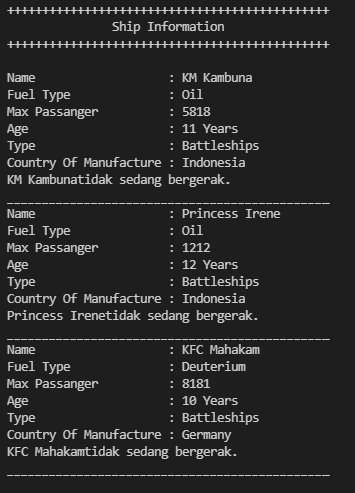 ++++++++++++++++++++++++++++++++++++++++++++++
Ship Information
++++++++++++++++++++++++++++++++++++++++++++++
Name : KM Kambuna
Fuel Type : Oil
Max Passanger : 5818
Age : 11 Years
Type : Battleships
Country Of Manufacture : Indonesia
KM Kambunatidak sedang bergerak.
______________________________________________
Name : Princess Irene
Fuel Type : Oil
Max Passanger : 1212
Age : 12 Years
Type : Battleships
Country Of Manufacture : Indonesia
Princess Irenetidak sedang bergerak.
______________________________________________
Name : KFC Mahakam
Fuel Type : Deuterium
Max Passanger : 8181
Age : 10 Years
Type : Battleships
Country Of Manufacture : Germany
KFC Mahakamtidak sedang bergerak.
______________________________________________